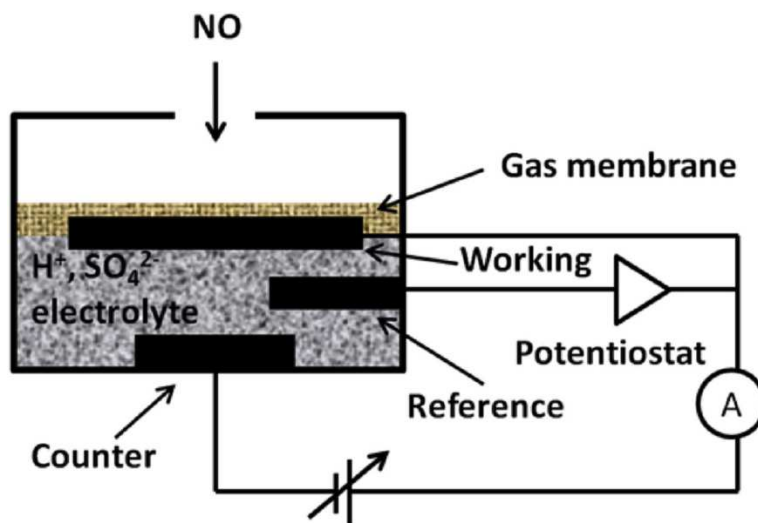 NO
Gas membrane
H⁺, SO₄²⁻
Working
electrolyte
Potentiostat
A
Reference
Counter